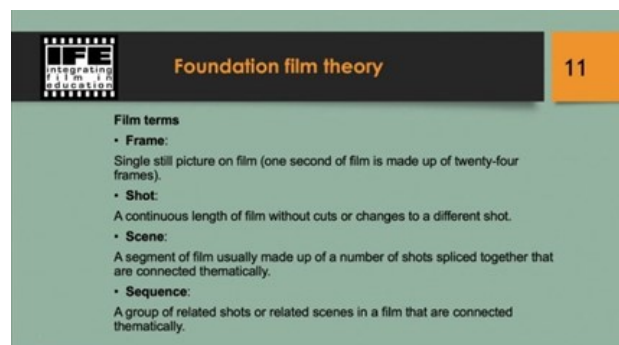 IFE
integrating
film in
education
Foundation film theory
11
Film terms
• Frame:
Single still picture on film (one second of film is made up of twenty-four
frames).
• Shot:
A continuous length of film without cuts or changes to a different shot.
• Scene:
A segment of film usually made up of a number of shots spliced together that
are connected thematically.
• Sequence:
A group of related shots or related scenes in a film that are connected
thematically.